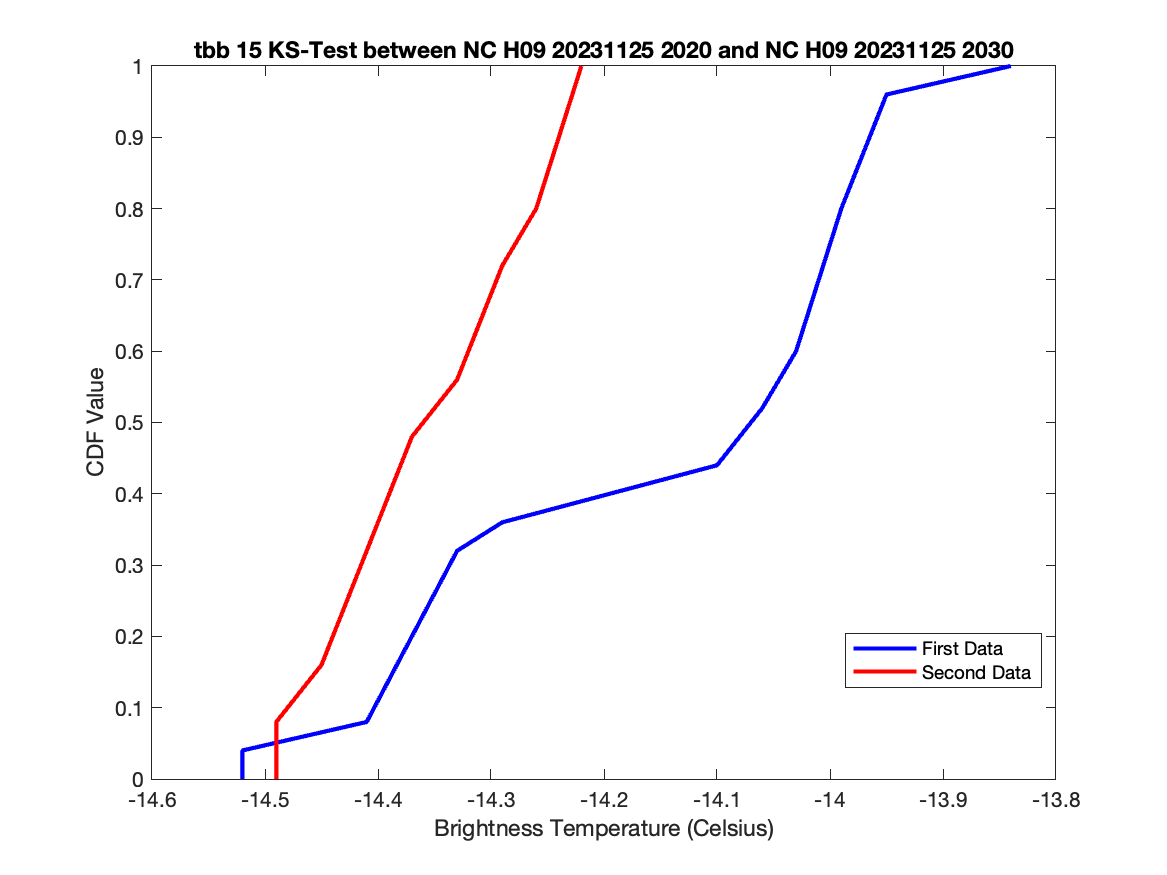 tbb 15 KS-Test between NC H09 20231125 2020 and NC H09 20231125 2030
1
0.9
0.8
0.7
0.6
0.5
0.4
0.3
0.2
0.1
0
CDF Value
First Data
Second Data
-14.6 -14.5 -14.4 -14.3 -14.2 -14.1 -14 -13.9 -13.8
Brightness Temperature (Celsius)